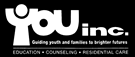 YOU inc.
Guiding youth and families to brighter futures
EDUCATION • COUNSELING • RESIDENTIAL CARE